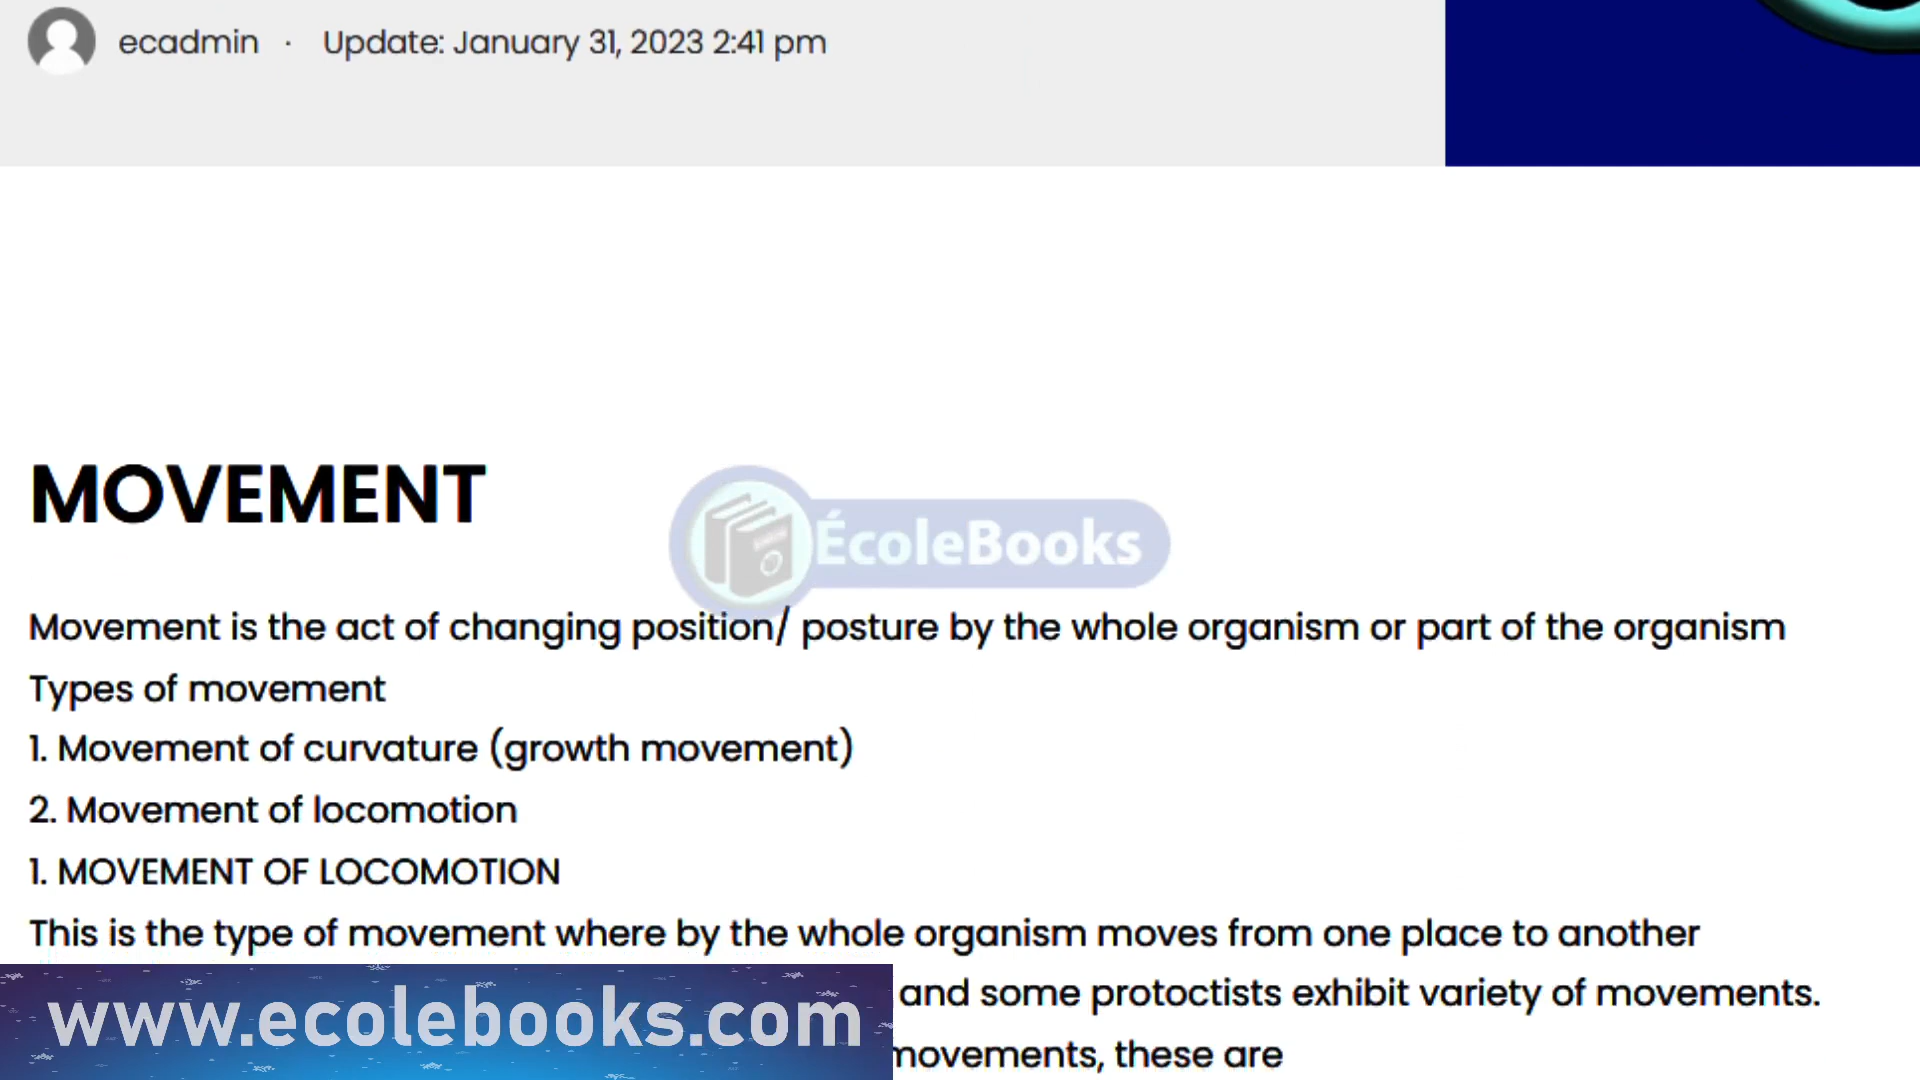 ecadmin · Update: January 31, 2023 2:41 pm
MOVEMENT
ÉcoleBooks
Movement is the act of changing position/ posture by the whole organism or part of the organism
Types of movement
1. Movement of curvature (growth movement)
2. Movement of locomotion
1. MOVEMENT OF LOCOMOTION
This is the type of movement where by the whole organism moves from one place to another
and some protoctists exhibit variety of movements.
movements, these are
www.ecolebooks.com